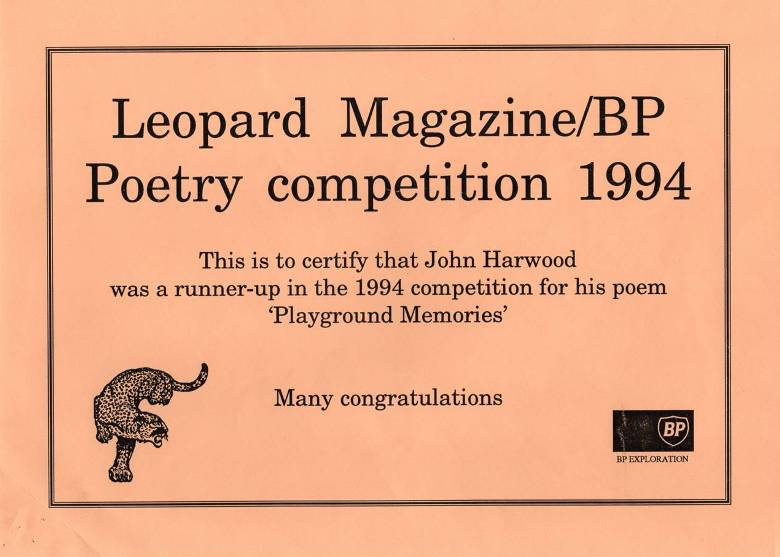 Leopard Magazine/BP
Poetry competition 1994
This is to certify that John Harwood
was a runner-up in the 1994 competition for his poem
‘Playground Memories’
Many congratulations
BP
BP EXPLORATION